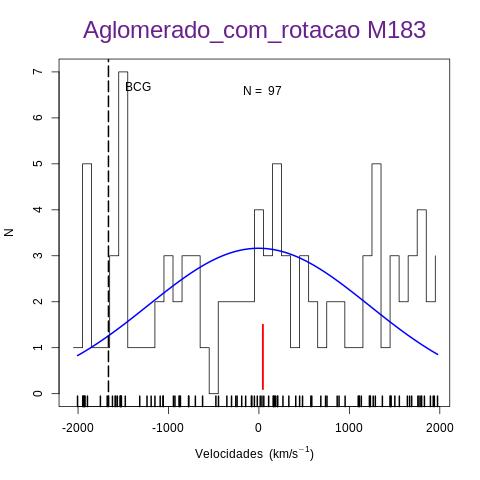 Aglomerado_com_rotacao M183
7
BCG
N = 97
6
5
4
N
3
2
1
0
-2000 -1000 0 1000 2000
Velocidades (km/s⁻¹)